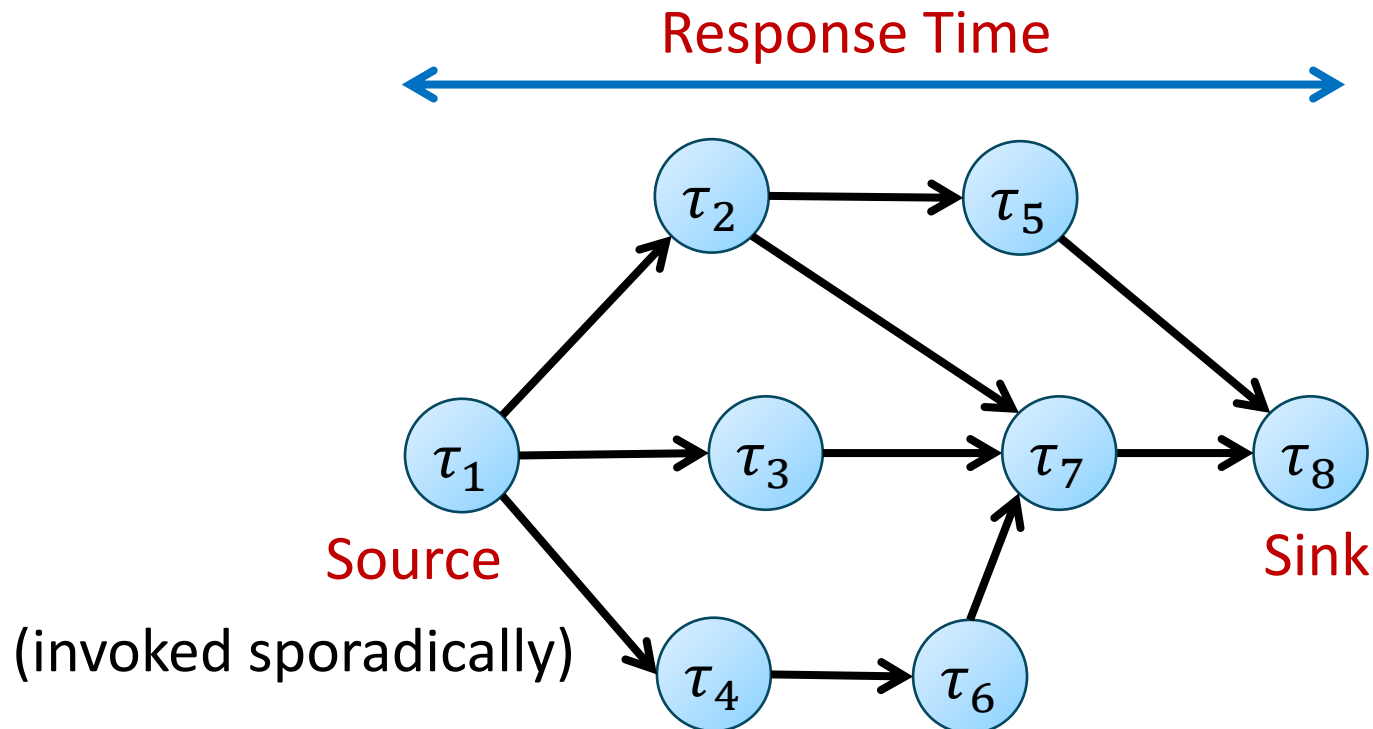 Response Time
τ₂
τ₅
τ₁
τ₃
τ₇
τ₈
Source
Sink
(invoked sporadically)
τ₄
τ₆